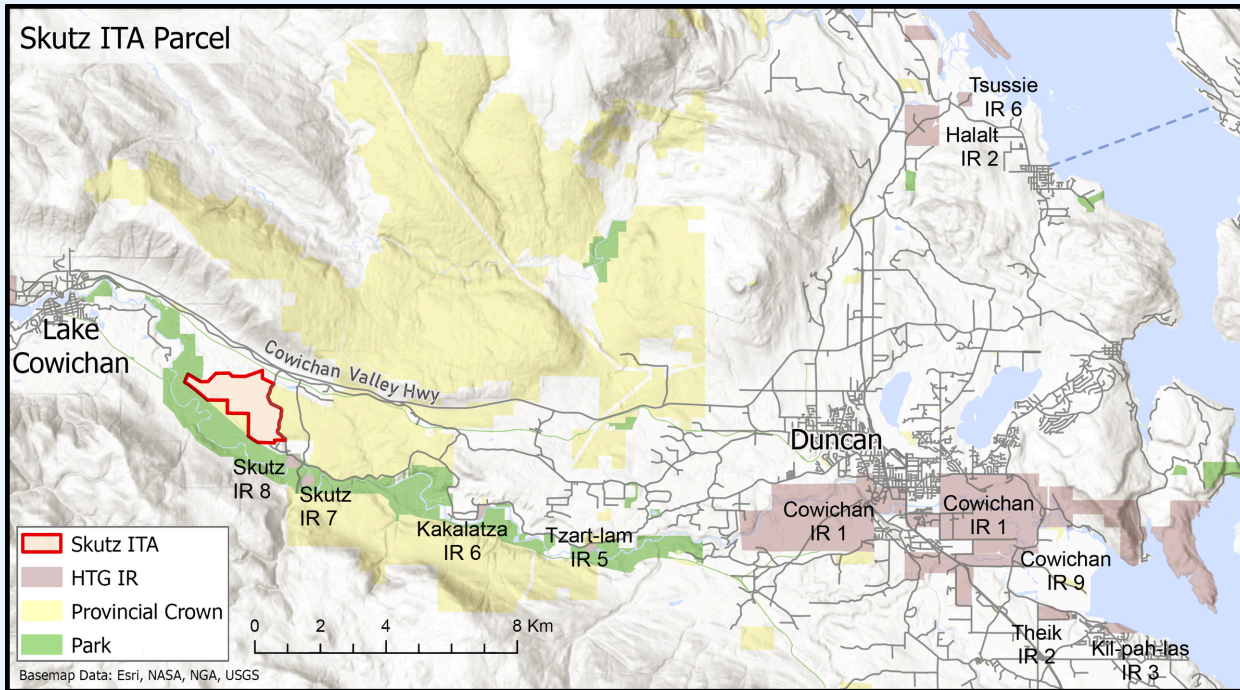 Skutz ITA Parcel
Tsussie
IR 6
Halalt
IR 2
Lake
Cowichan
Cowichan Valley Hwy
Duncan
Skutz
IR 8
Skutz
IR 7
Kakalatza
IR 6
Tzart-lam
IR 5
Cowichan
IR 1
Cowichan
IR 1
Cowichan
IR 9
Theik
IR 2
Kil-pah-las
IR 3
Skutz ITA
HTG IR
Provincial Crown
Park
0 2 4 8 Km
Basemap Data: Esri, NASA, NGA, USGS